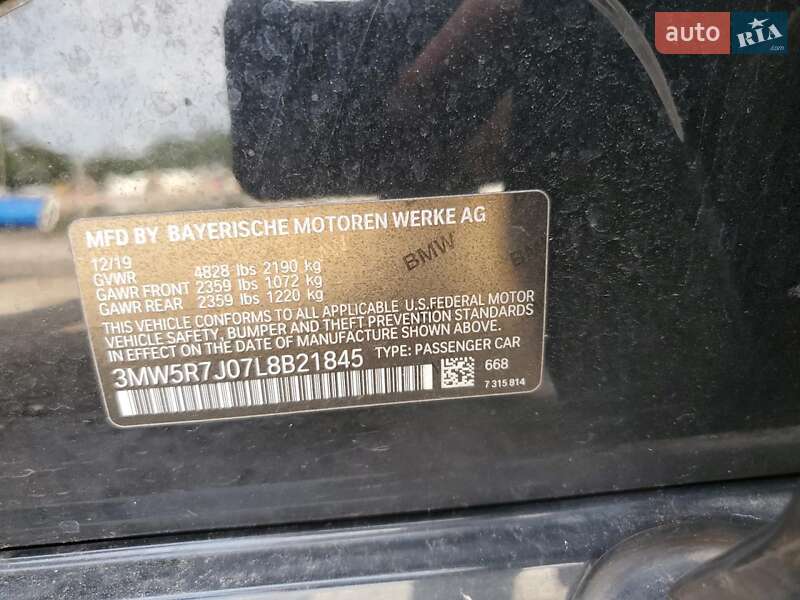 auto RIA.com
MFD BY BAYERISCHE MOTOREN WERKE AG
12/19
GVWR 4828 lbs 2190 kg
GAWR FRONT 2359 lbs 1072 kg
GAWR REAR 2359 lbs 1220 kg
BMW
BM
THIS VEHICLE CONFORMS TO ALL APPLICABLE U.S.FEDERAL MOTOR
VEHICLE SAFETY, BUMPER AND THEFT PREVENTION STANDARDS
IN EFFECT ON THE DATE OF MANUFACTURE SHOWN ABOVE.
3MW5R7J07L8B21845 TYPE: PASSENGER CAR
668
7 315 814